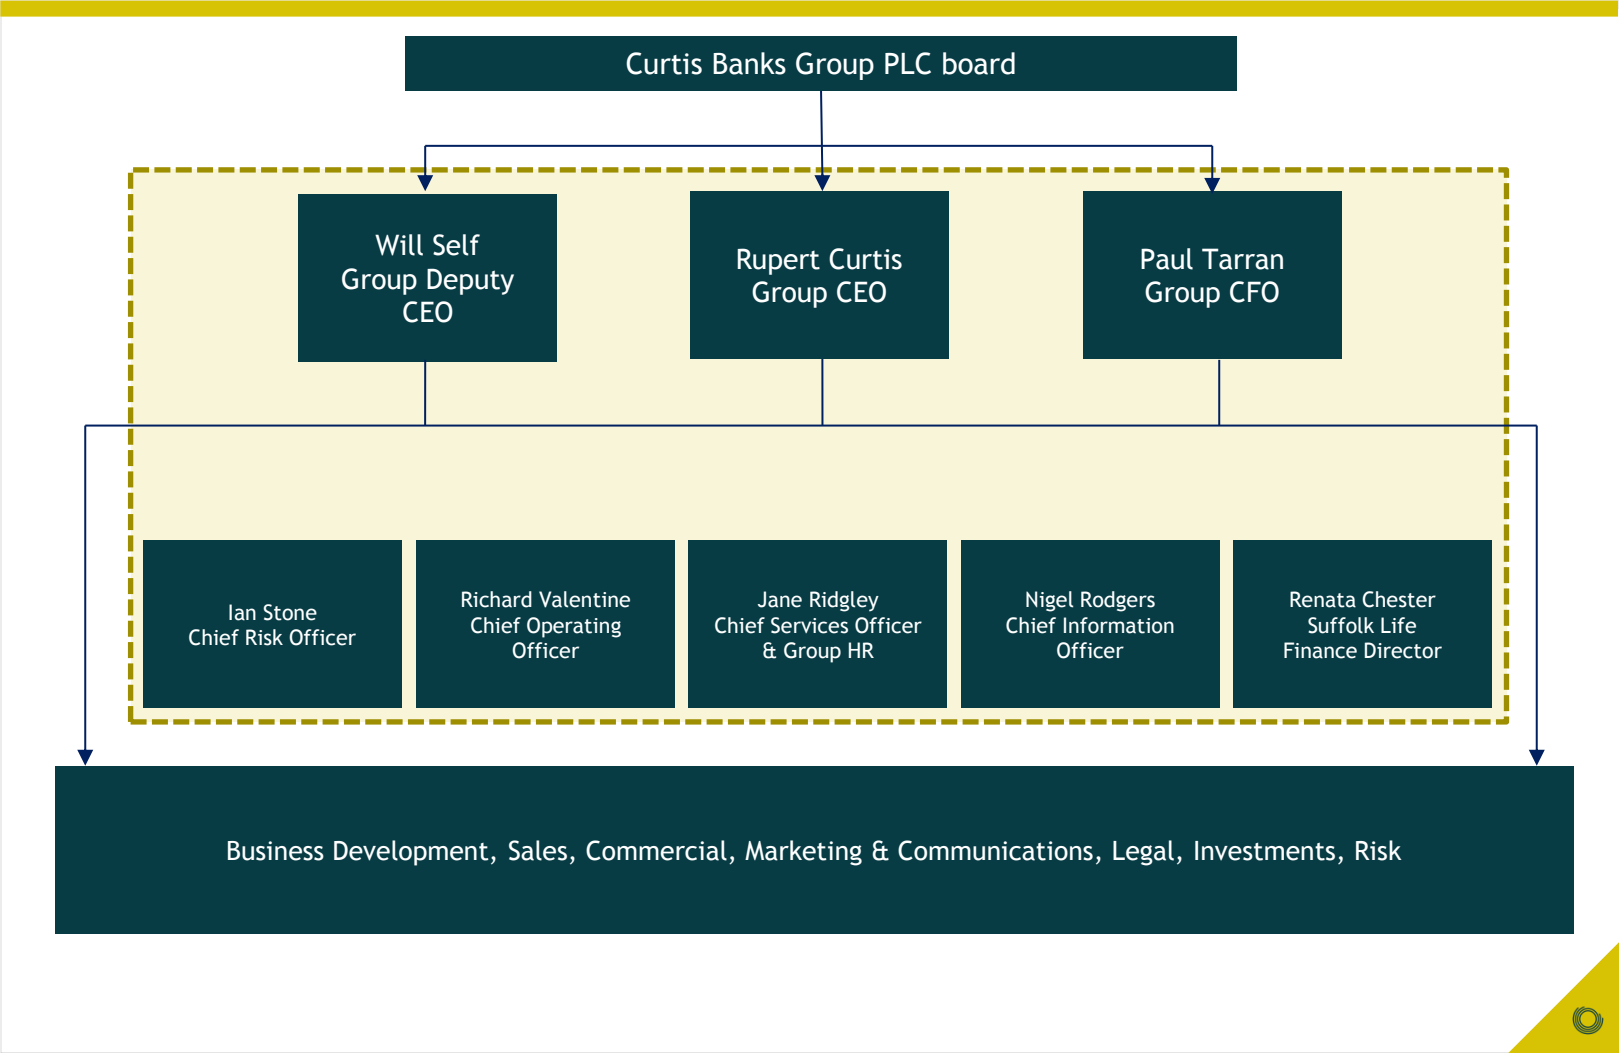 Curtis Banks Group PLC board
Will Self
Group Deputy
CEO
Rupert Curtis
Group CEO
Paul Tarran
Group CFO
Ian Stone
Chief Risk Officer
Richard Valentine
Chief Operating
Officer
Jane Ridgley
Chief Services Officer
& Group HR
Nigel Rodgers
Chief Information
Officer
Renata Chester
Suffolk Life
Finance Director
Business Development, Sales, Commercial, Marketing & Communications, Legal, Investments, Risk